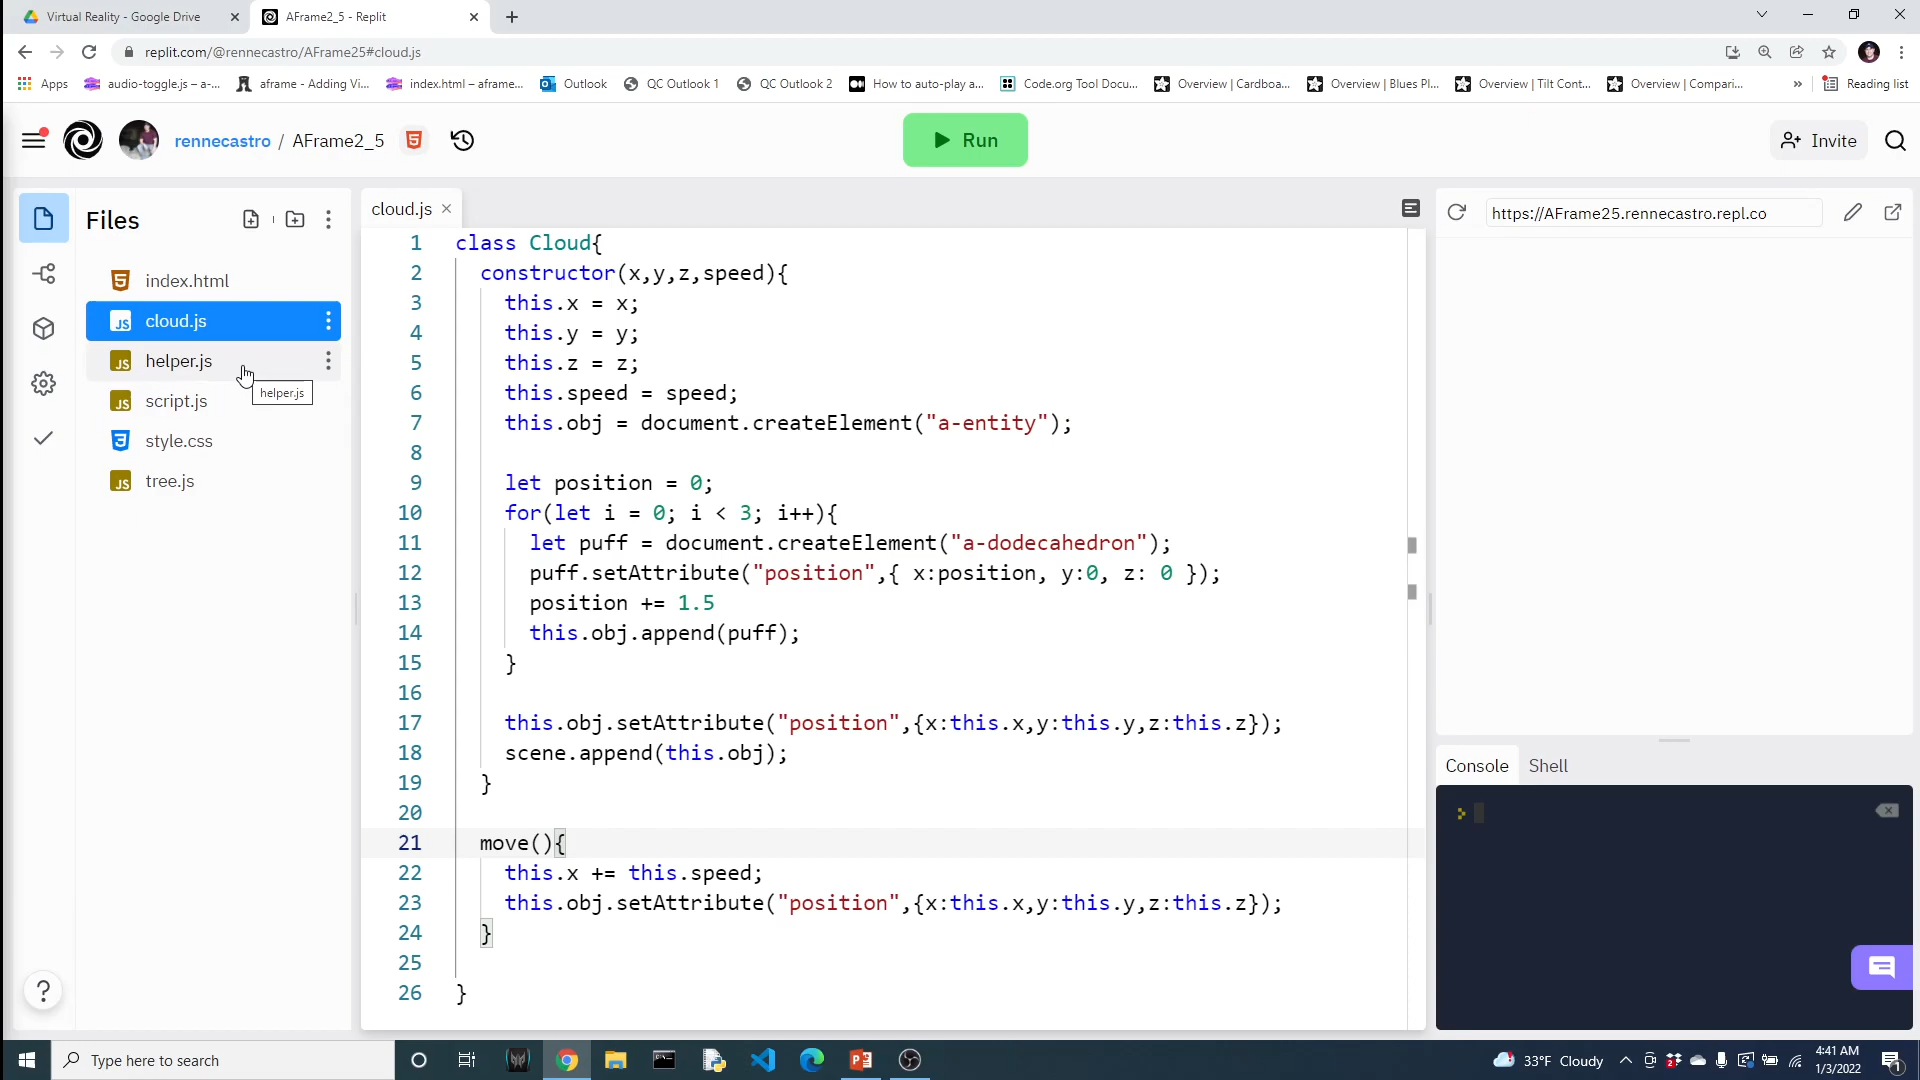 Virtual Reality - Google Drive
AFrame2_5 - Replit
replit.com/@rennecastro/AFrame25#cloud.js
Apps
audio-toggle.js – a-...
aframe - Adding Vi...
index.html – aframe...
Outlook
QC Outlook 1
QC Outlook 2
How to auto-play a...
Code.org Tool Docu...
Overview | Cardboa...
Overview | Blues Pl...
Overview | Tilt Cont...
Overview | Compari...
»
Reading list
rennecastro / AFrame2_5
Run
Invite
Files
index.html
cloud.js
helper.js
helper.js
script.js
style.css
tree.js
cloud.js
1 class Cloud{
2 constructor(x,y,z,speed){
3 this.x = x;
4 this.y = y;
5 this.z = z;
6 this.speed = speed;
7 this.obj = document.createElement("a-entity");
8
9 let position = 0;
10 for(let i = 0; i < 3; i++){
11 let puff = document.createElement("a-dodecahedron");
12 puff.setAttribute("position",{ x:position, y:0, z: 0 });
13 position += 1.5
14 this.obj.append(puff);
15 }
16
17 this.obj.setAttribute("position",{x:this.x,y:this.y,z:this.z});
18 scene.append(this.obj);
19 }
20
21 move(){
22 this.x += this.speed;
23 this.obj.setAttribute("position",{x:this.x,y:this.y,z:this.z});
24 }
25
26 }
https://AFrame25.rennecastro.repl.co
Console
Shell
?
Type here to search
33°F Cloudy
4:41 AM
1/3/2022